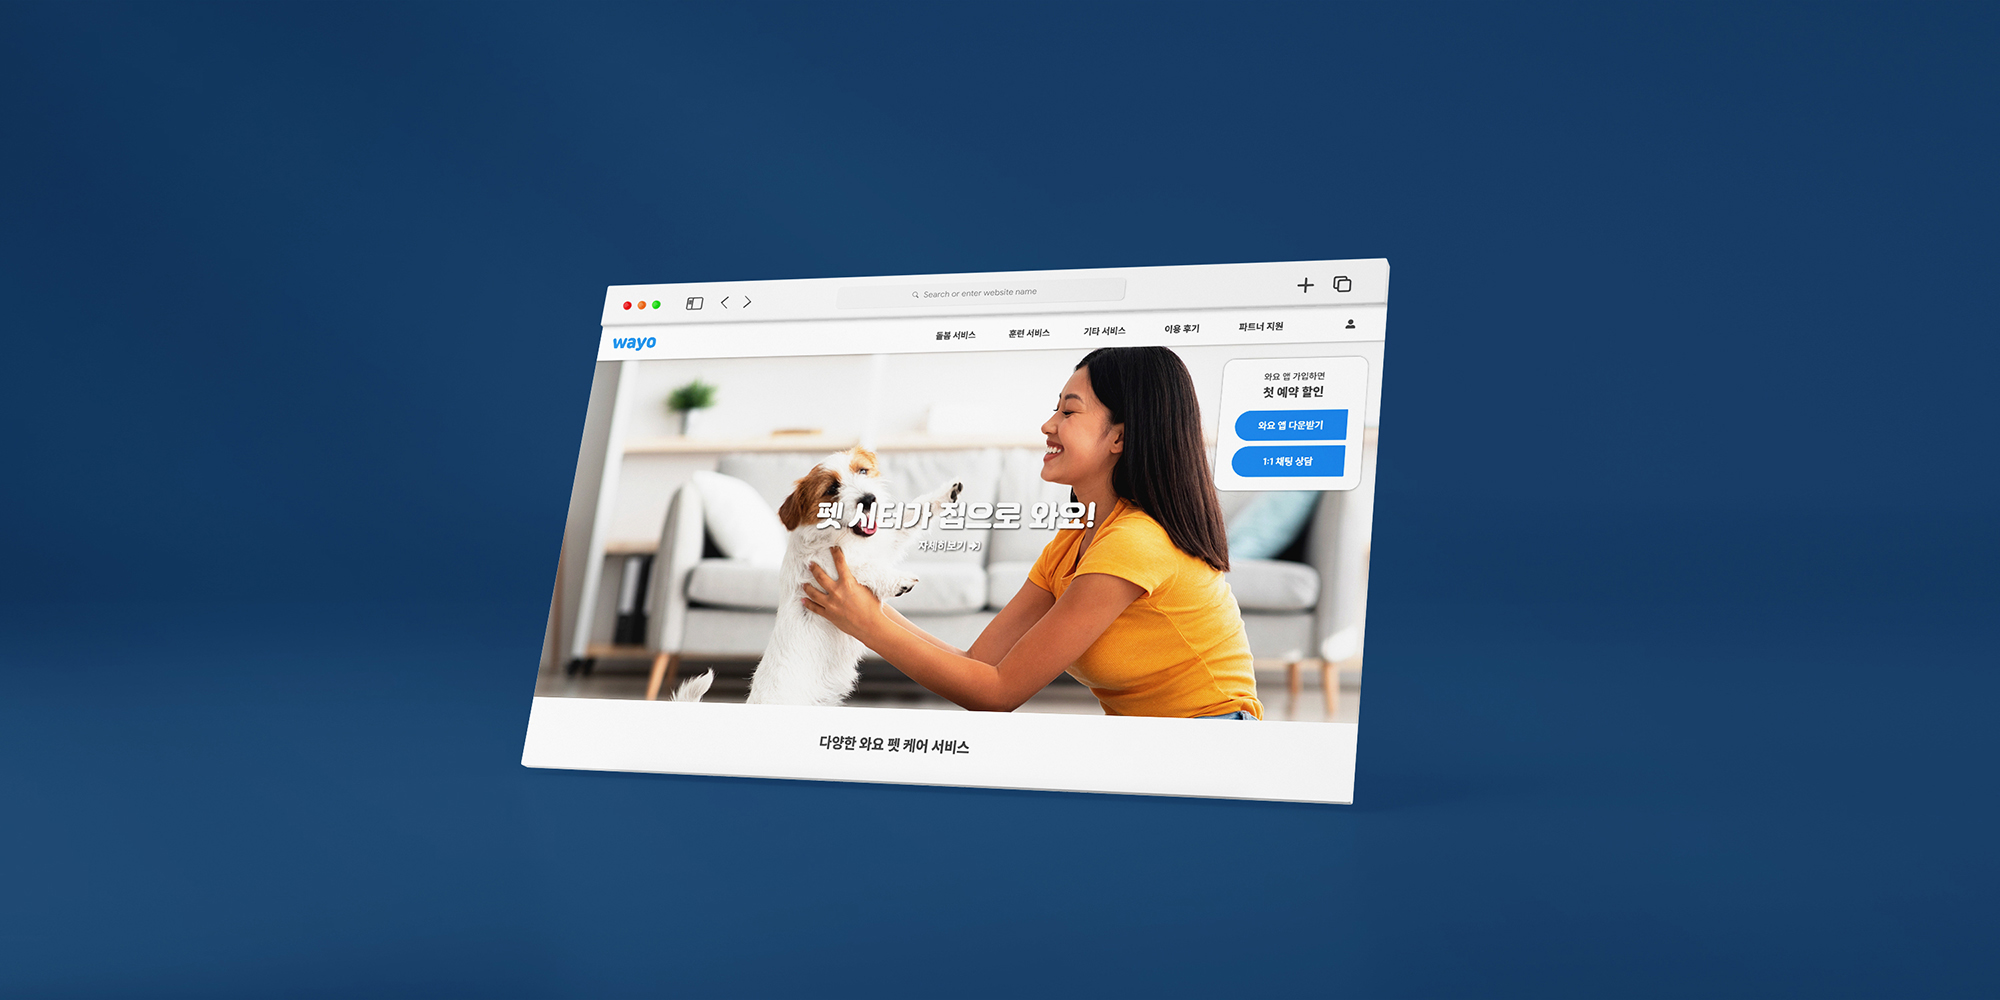 Search or enter website name
wayo
돌봄 서비스
훈련 서비스
기타 서비스
이용 후기
파트너 지원
와요 앱 가입하면
첫 예약 할인
와요 앱 다운받기
1:1 채팅 상담
펫 시터가 집으로 와요!
자세히보기
다양한 와요 펫 케어 서비스